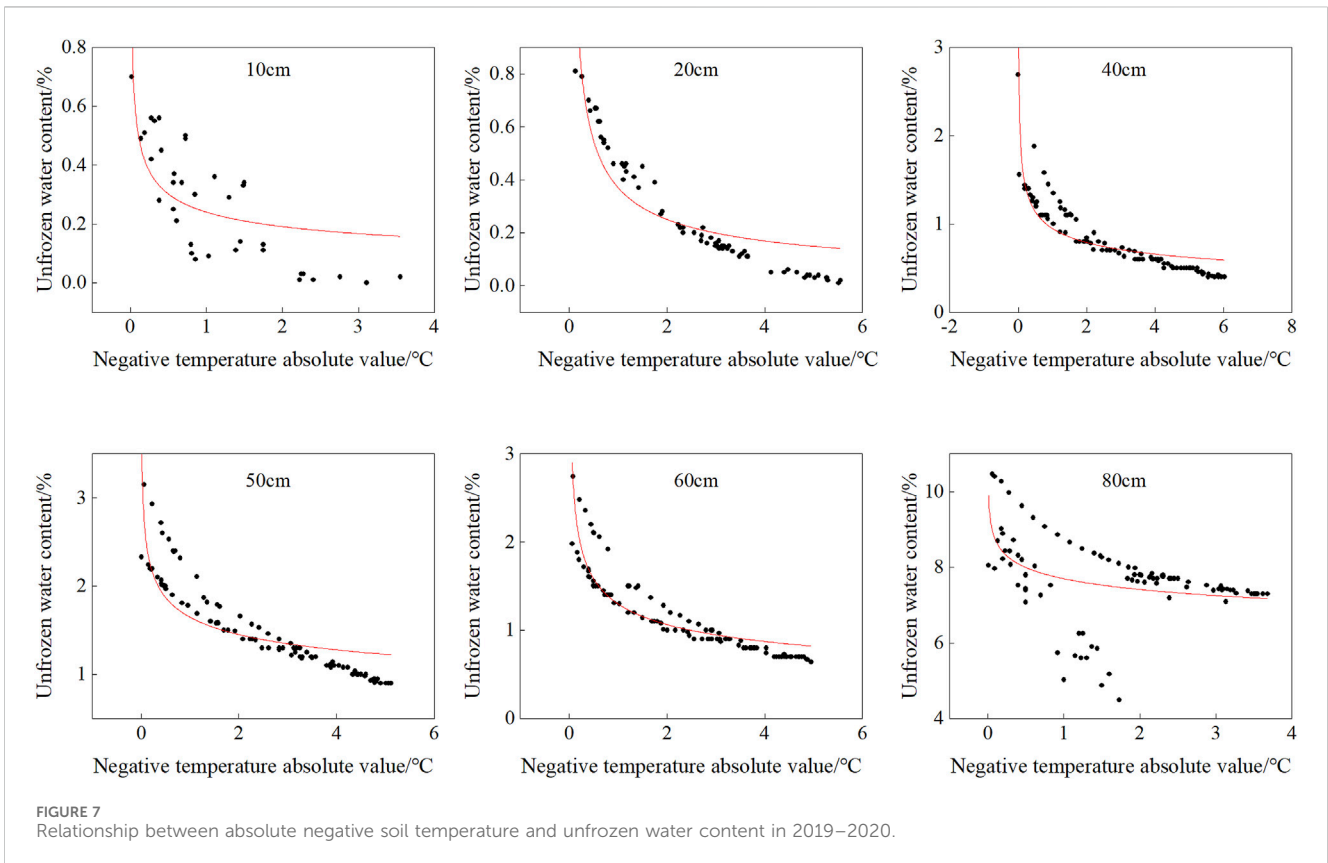 0.8
0.6
0.4
0.2
0.0
0
1
2
3
4
10cm
Unfrozen water content/%
Negative temperature absolute value/°C
0.8
0.6
0.4
0.2
0.0
0
2
4
6
20cm
Unfrozen water content/%
Negative temperature absolute value/°C
3
2
1
0
-2
0
2
4
6
8
40cm
Unfrozen water content/%
Negative temperature absolute value/°C
3
2
1
0
2
4
6
50cm
Unfrozen water content/%
Negative temperature absolute value/°C
3
2
1
0
0
2
4
6
60cm
Unfrozen water content/%
Negative temperature absolute value/°C
10
8
6
4
0
1
2
3
4
80cm
Unfrozen water content/%
Negative temperature absolute value/°C
FIGURE 7
Relationship between absolute negative soil temperature and unfrozen water content in 2019–2020.